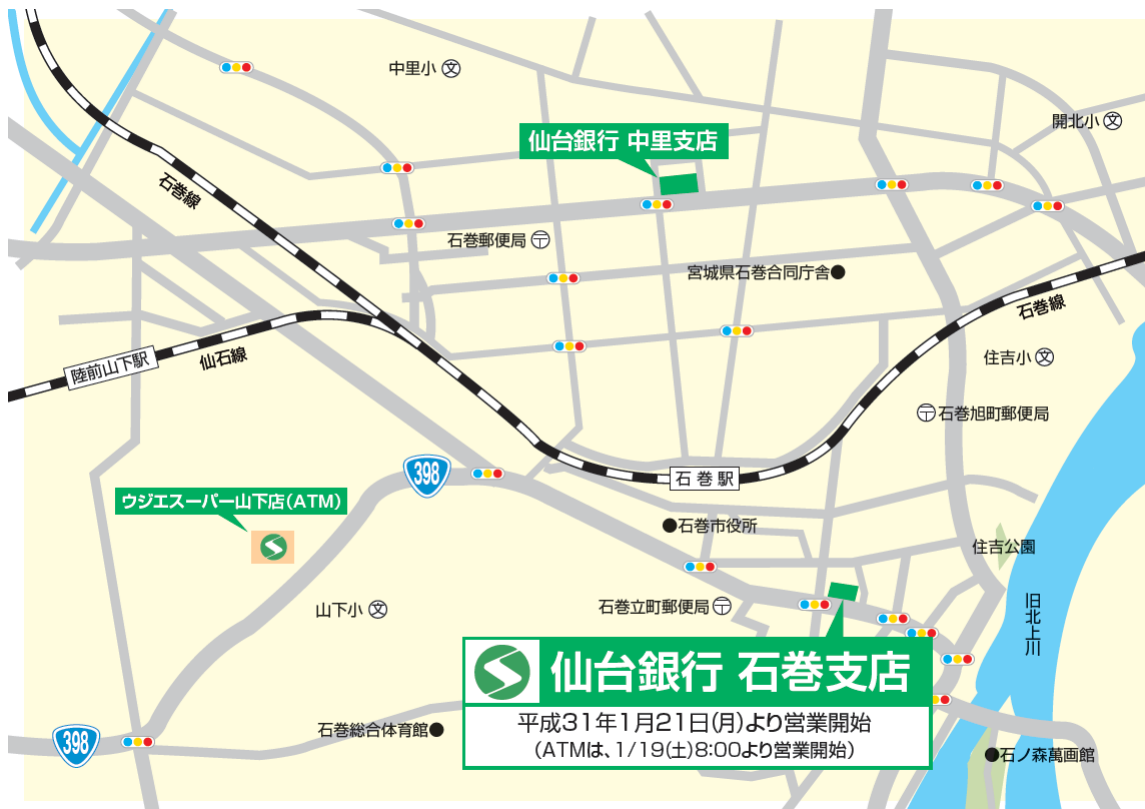 中里小 文
開北小 文
仙台銀行 中里支店
石巻線
石巻郵便局 〒
宮城県石巻合同庁舎●
石巻線
仙石線
陸前山下駅
住吉小 文
〒石巻旭町郵便局
398
石巻駅
ウジエスーパー山下店(ATM)
●石巻市役所
住吉公園
山下小 文
石巻立町郵便局 〒
旧北上川
仙台銀行 石巻支店
平成31年1月21日(月)より営業開始
(ATMは、1/19(土)8:00より営業開始)
石巻総合体育館●
398
●石ノ森萬画館